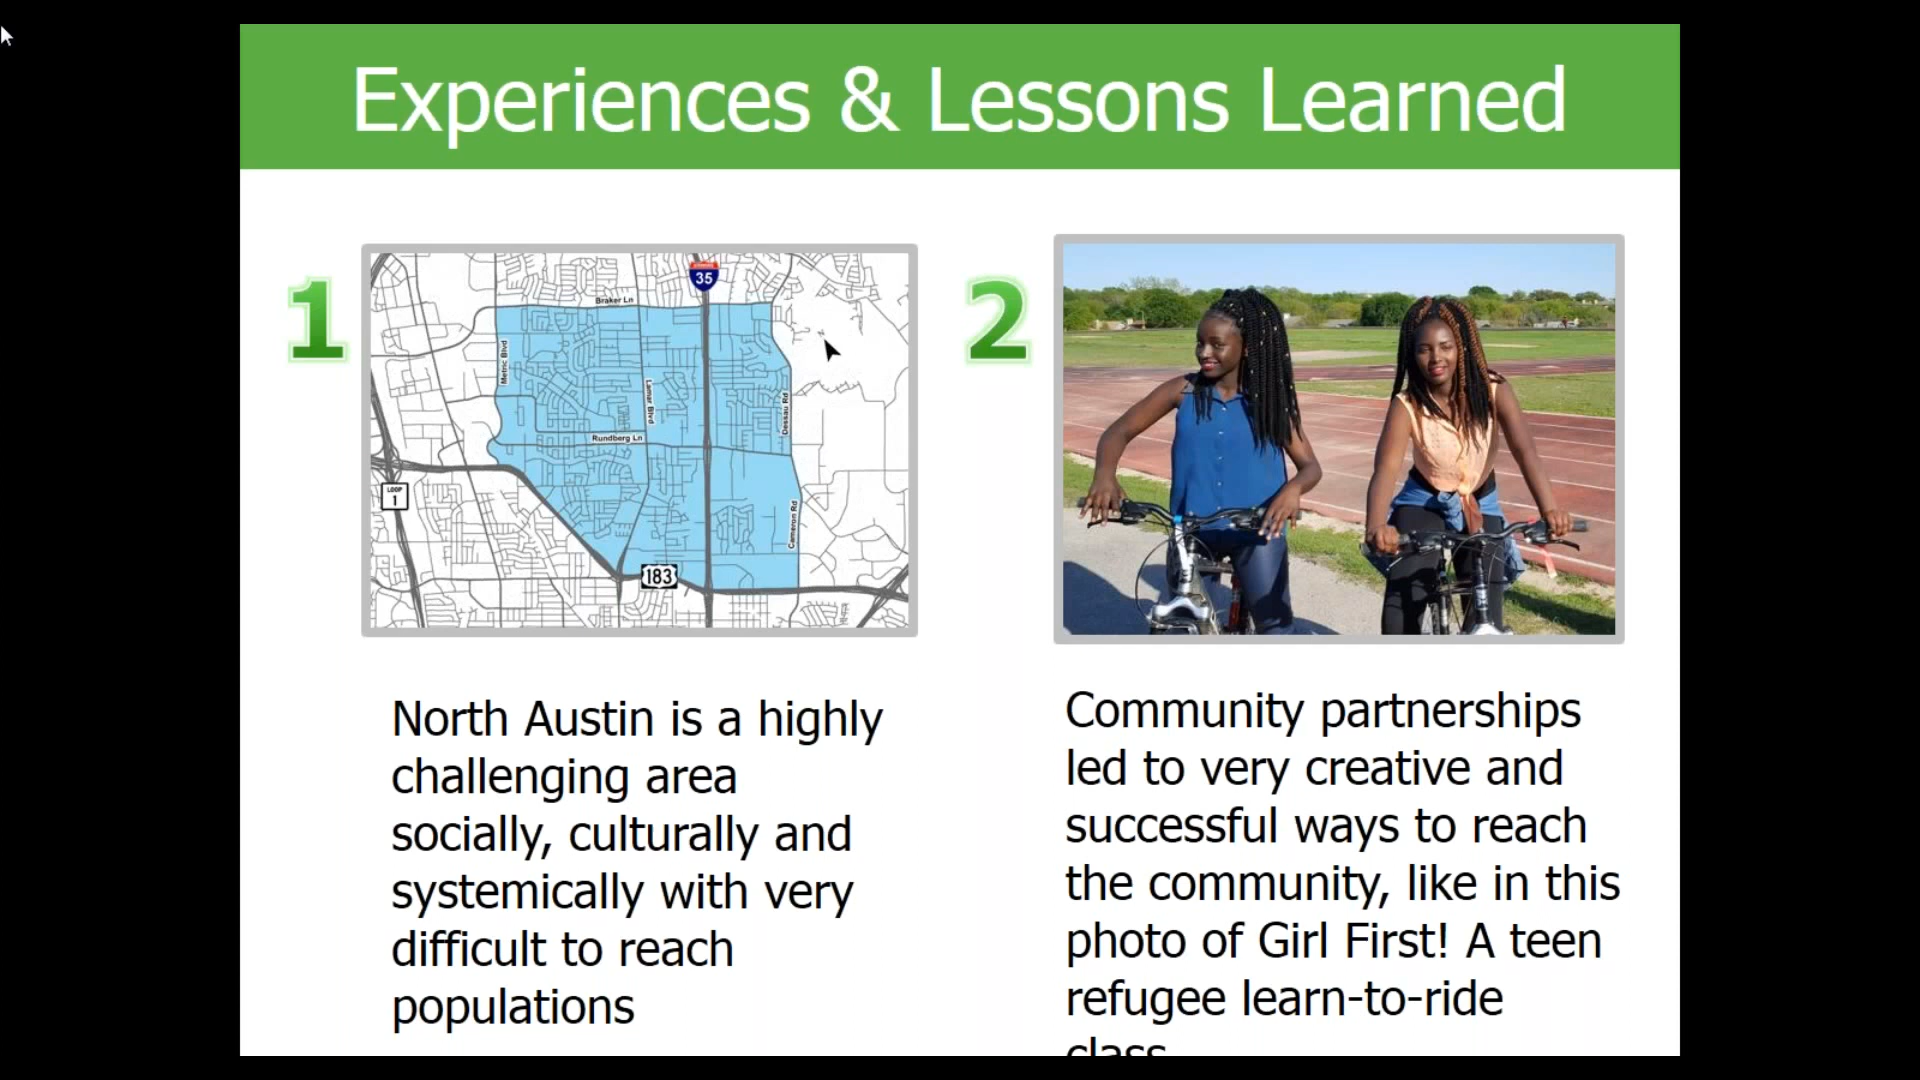 Experiences & Lessons Learned
1
35
Braker Ln
Metric Blvd
Lamar Blvd
Dessau Rd
Rundberg Ln
LOOP
1
Cameron Rd
183
North Austin is a highly
challenging area
socially, culturally and
systemically with very
difficult to reach
populations
2
Community partnerships
led to very creative and
successful ways to reach
the community, like in this
photo of Girl First! A teen
refugee learn-to-ride
class